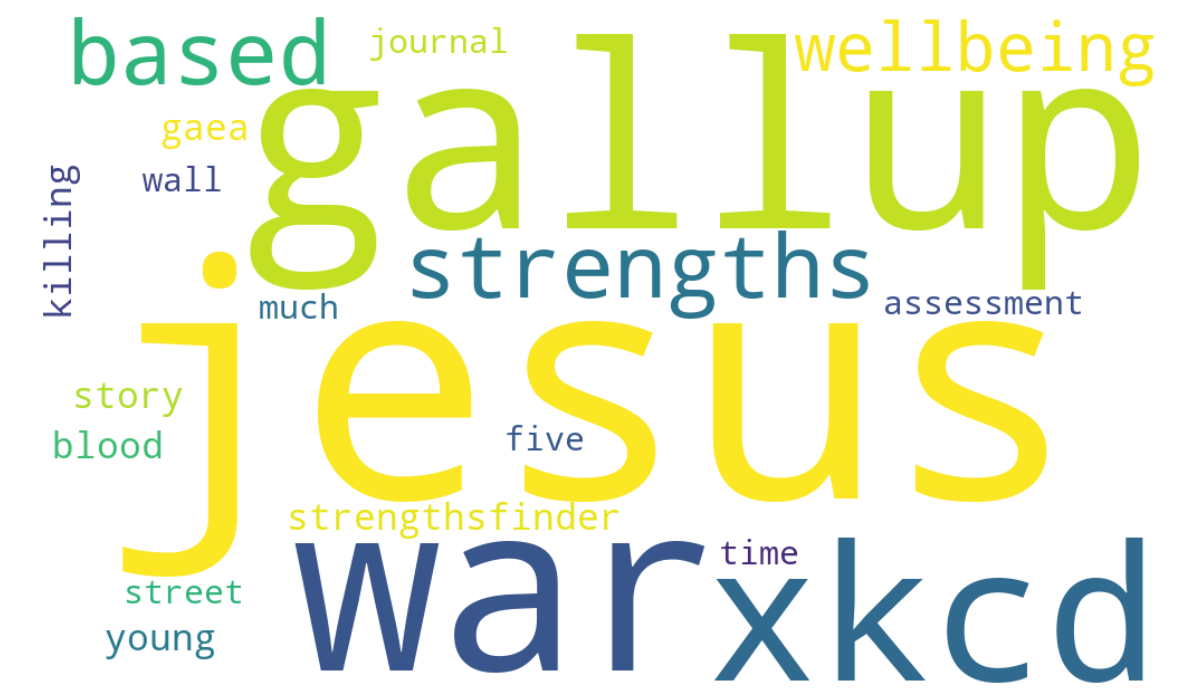 based
journal
wellbeing
gallup
gaea
wall
killing
strengths
much
assessment
jesus
story
five
blood
strengthsfinder
war
time
xkcd
street
young